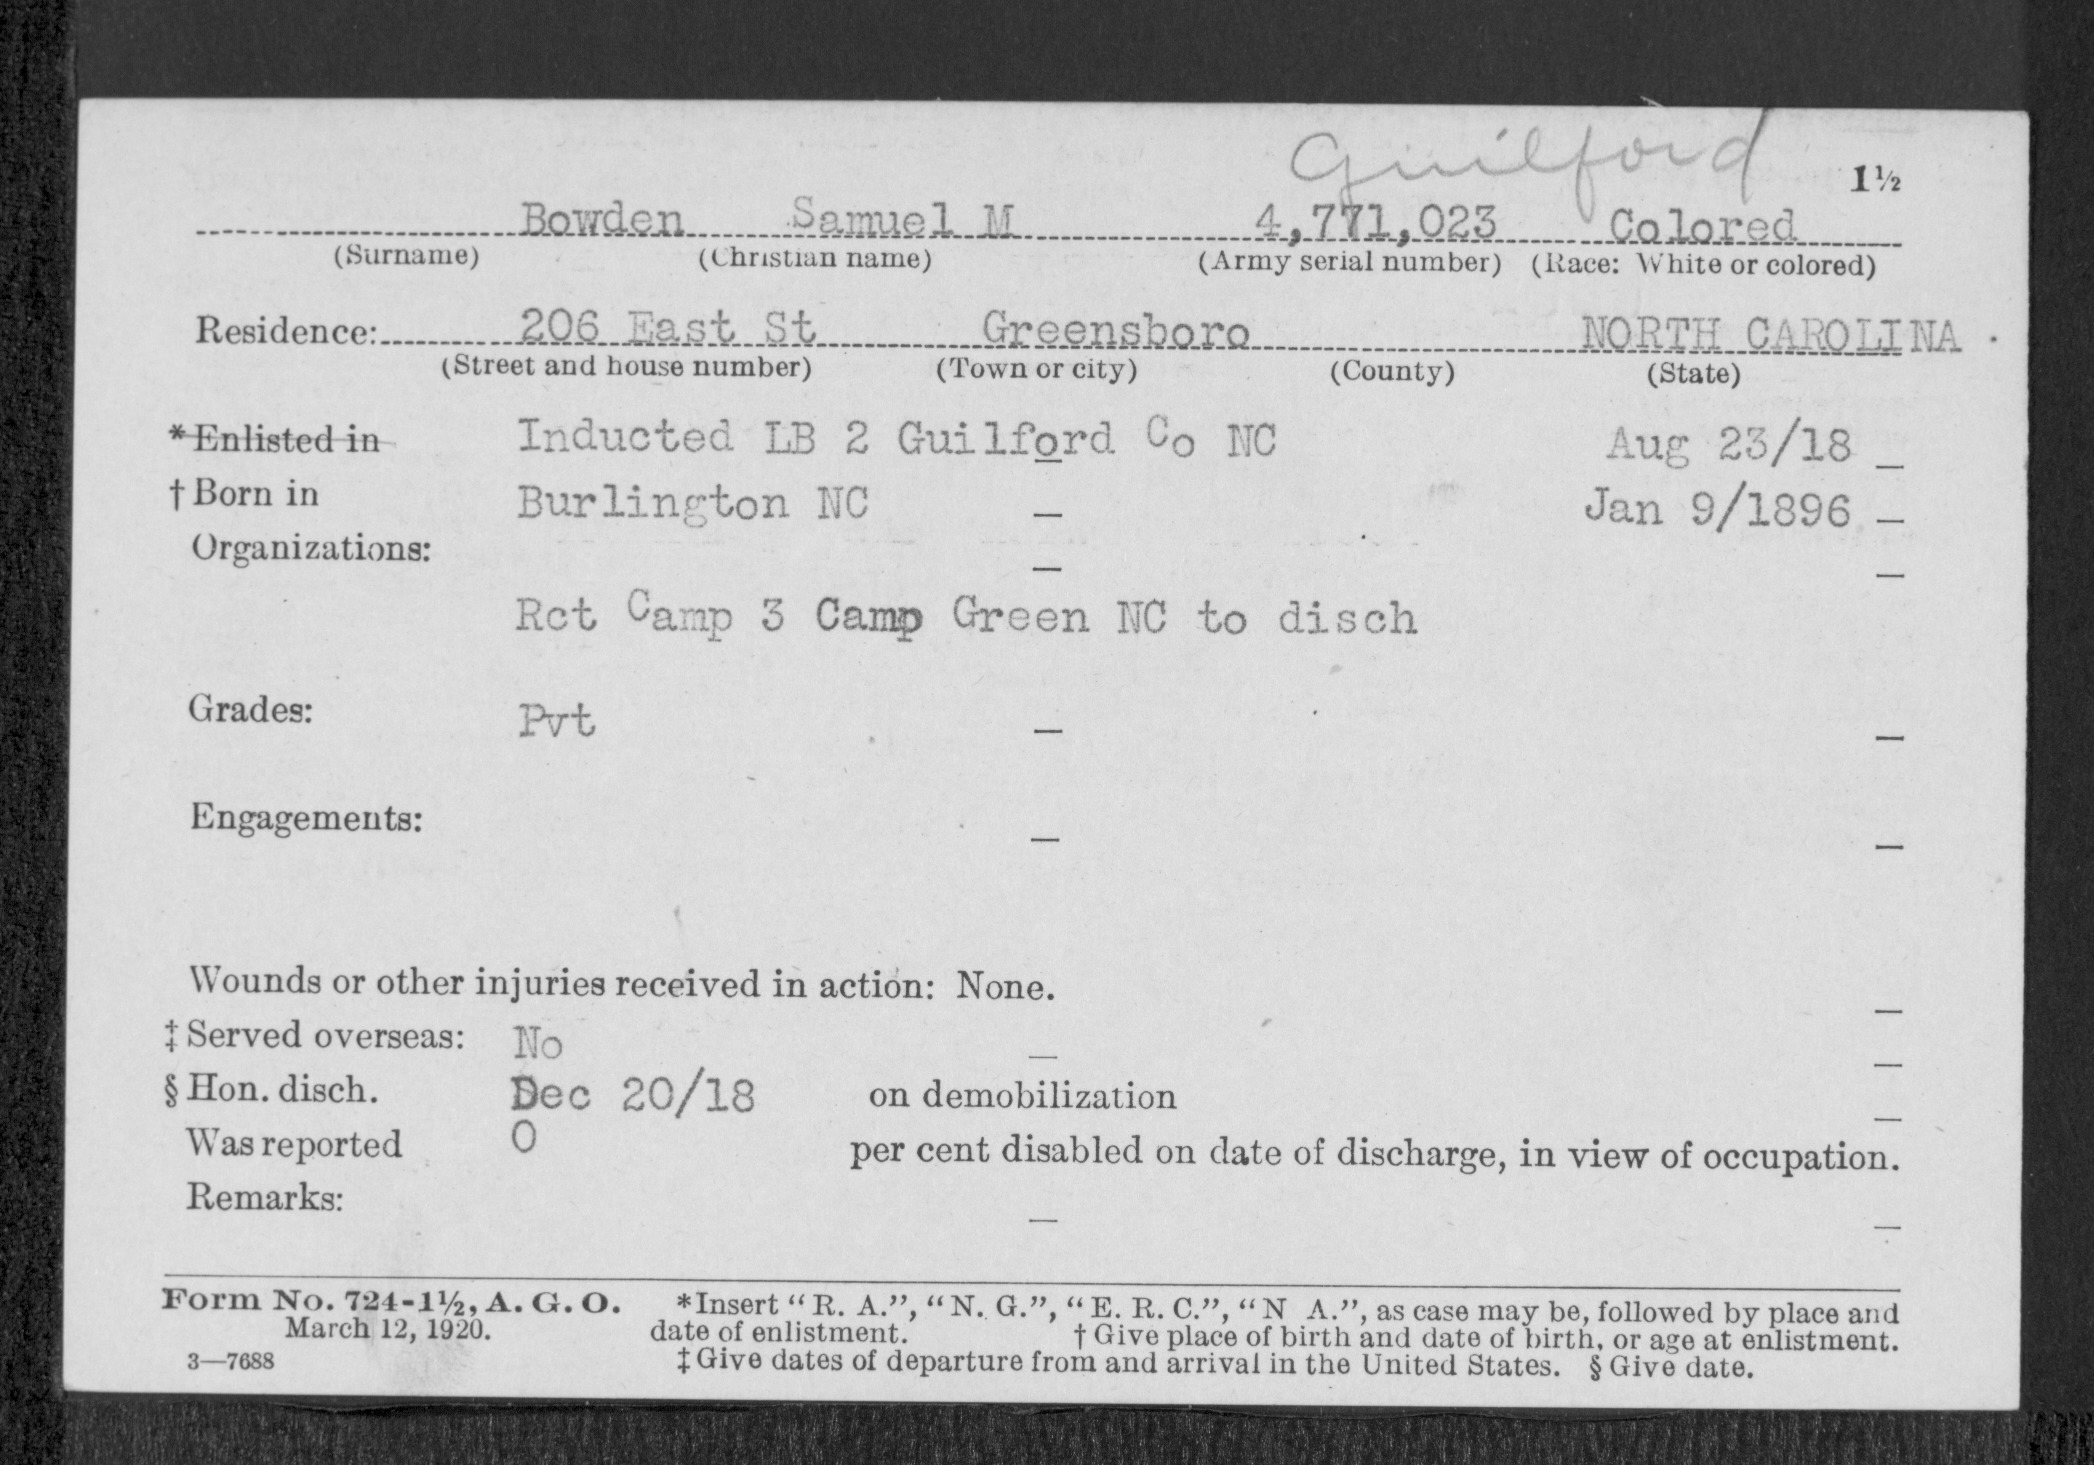 Guilford
1½
Bowden Samuel M 4,771,023 Colored
(Surname) (Christian name) (Army serial number) (Race: White or colored)
Residence: 206 East St Greensboro NORTH CAROLINA
(Street and house number) (Town or city) (County) (State)
*Enlisted in Inducted LB 2 Guilford Co NC Aug 23/18
†Born in Burlington NC Jan 9/1896
Organizations:
Rct Camp 3 Camp Green NC to disch
Grades: Pvt
Engagements:
Wounds or other injuries received in action: None.
‡Served overseas: No
§Hon. disch. Dec 20/18 on demobilization
Was reported 0 per cent disabled on date of discharge, in view of occupation.
Remarks:
Form No. 724-1½, A. G. O. *Insert “R. A.”, “N. G.”, “E. R. C.”, “N A.”, as case may be, followed by place and
March 12, 1920. date of enlistment. †Give place of birth and date of birth, or age at enlistment.
3—7688 ‡Give dates of departure from and arrival in the United States. §Give date.